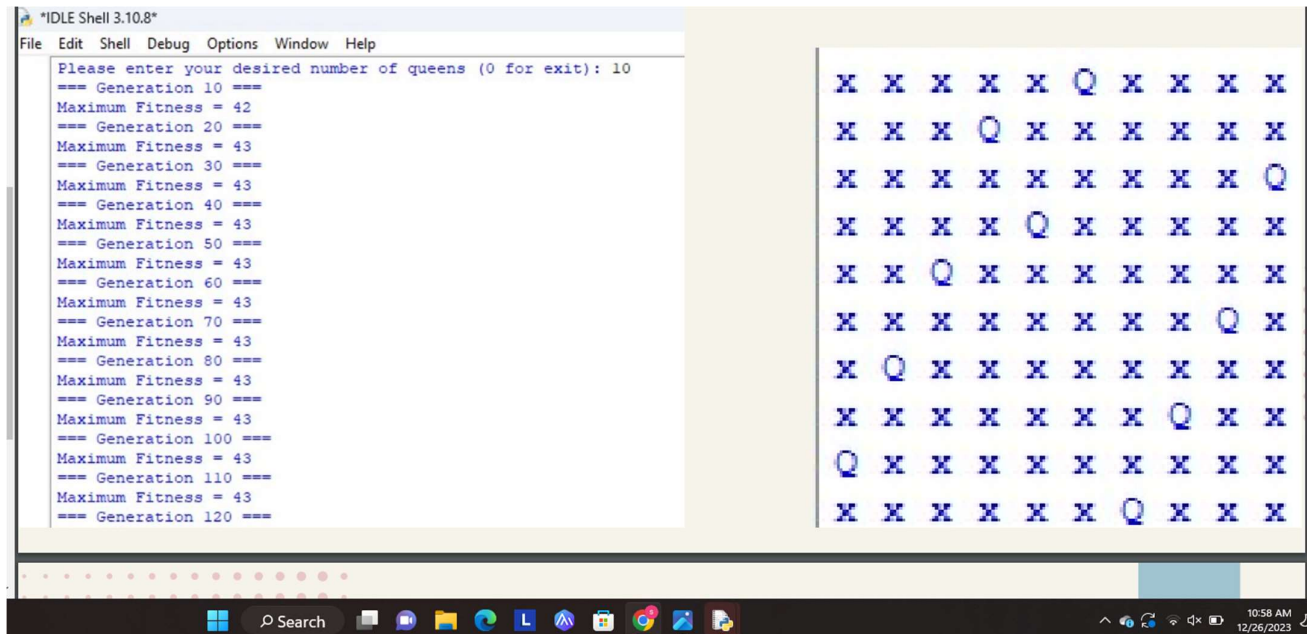 *IDLE Shell 3.10.8*
File Edit Shell Debug Options Window Help
Please enter your desired number of queens (0 for exit): 10
=== Generation 10 ===
Maximum Fitness = 42
=== Generation 20 ===
Maximum Fitness = 43
=== Generation 30 ===
Maximum Fitness = 43
=== Generation 40 ===
Maximum Fitness = 43
=== Generation 50 ===
Maximum Fitness = 43
=== Generation 60 ===
Maximum Fitness = 43
=== Generation 70 ===
Maximum Fitness = 43
=== Generation 80 ===
Maximum Fitness = 43
=== Generation 90 ===
Maximum Fitness = 43
=== Generation 100 ===
Maximum Fitness = 43
=== Generation 110 ===
Maximum Fitness = 43
=== Generation 120 ===
x x x x x Q x x x x
x x x Q x x x x x x
x x x x x x x x x Q
x x x x Q x x x x x
x x Q x x x x x x x
x x x x x x x x Q x
x Q x x x x x x x x
x x x x x x x Q x x
Q x x x x x x x x x
x x x x x x Q x x x
Search
L
10:58 AM
12/26/2023